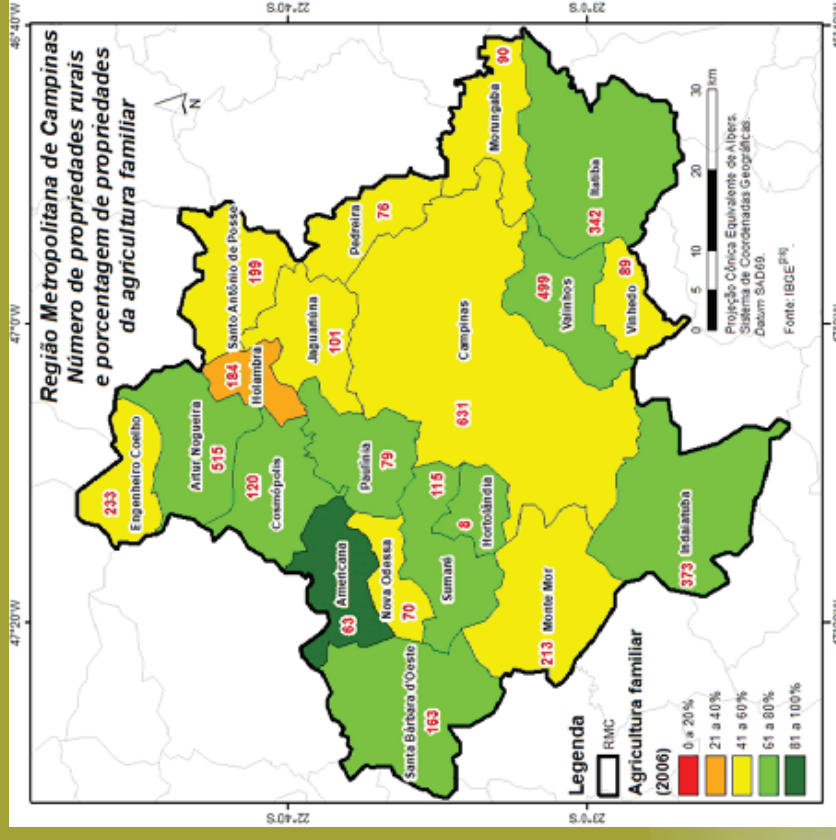 Região Metropolitana de Campinas
Número de propriedades rurais
e porcentagem de propriedades
da agricultura familiar
N
46°40'W
47°0'W
47°20'W
22°40'S
23°0'S
22°40'S
23°0'S
233
Engenheiro Coelho
Artur Nogueira
515
184
Holambra
Santo Antônio de Posse
199
120
Cosmópolis
Jaguariúna
101
Pedreira
76
Paulínia
79
Americana
63
Nova Odessa
70
115
8
Hortolândia
Sumaré
Santa Bárbara d'Oeste
163
Campinas
631
Morungaba
90
499
Valinhos
342
Itatiba
Vinhedo
89
213
Monte Mor
373
Indaiatuba
Legenda
RMC
Agricultura familiar
(2006)
0 a 20%
21 a 40%
41 a 60%
61 a 80%
81 a 100%
0 5 10 20 30
km
Projeção Cônica Equivalente de Albers.
Sistema de Coordenadas Geográficas.
Datum SAD69.
Fonte: IBGE